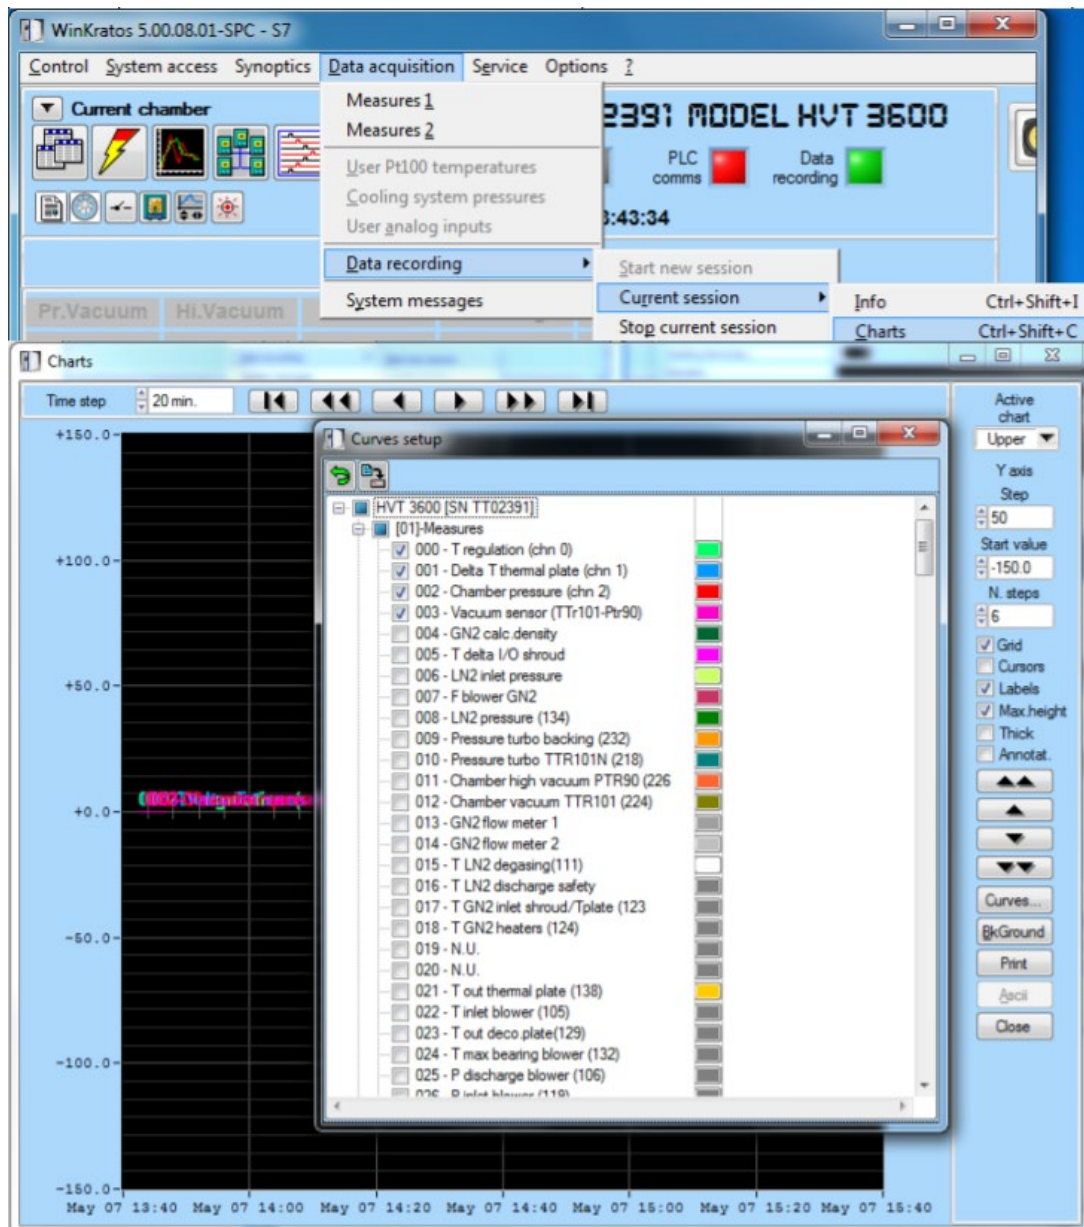 WinKratos 5.00.08.01-SPC - S7
Control System access Synoptics Data acquisition Service Options ?
Current chamber
Measures 1
Measures 2
User Pt100 temperatures
Cooling system pressures
User analog inputs
Data recording
System messages
2391 MODEL HVT 3600
PLC comms
Data recording
3:43:34
Start new session
Current session
Stop current session
Info Ctrl+Shift+I
Charts Ctrl+Shift+C
Pr.Vacuum Hi.Vacuum
Charts
Time step 20 min.
+150.0
+100.0
+50.0
+0.0
-50.0
-100.0
-150.0
May 07 13:40 May 07 14:00 May 07 14:20 May 07 14:40 May 07 15:00 May 07 15:20 May 07 15:40
Curves setup
HVT 3600 [SN TT02391]
[01]-Measures
000 - T regulation (chn 0)
001 - Delta T thermal plate (chn 1)
002 - Chamber pressure (chn 2)
003 - Vacuum sensor (TTr101-Ptr90)
004 - GN2 calc.density
005 - T delta I/O shroud
006 - LN2 inlet pressure
007 - F blower GN2
008 - LN2 pressure (134)
009 - Pressure turbo backing (232)
010 - Pressure turbo TTR101N (218)
011 - Chamber high vacuum PTR90 (226
012 - Chamber vacuum TTR101 (224)
013 - GN2 flow meter 1
014 - GN2 flow meter 2
015 - T LN2 degasing(111)
016 - T LN2 discharge safety
017 - T GN2 inlet shroud/Tplate (123
018 - T GN2 heaters (124)
019 - N.U.
020 - N.U.
021 - T out thermal plate (138)
022 - T inlet blower (105)
023 - T out deco.plate(129)
024 - T max bearing blower (132)
025 - P discharge blower (106)
026 - P inlet blower (119)
Active chart
Upper
Y axis
Step
50
Start value
-150.0
N. steps
6
Grid
Cursors
Labels
Max.height
Thick
Annotat.
Curves...
BkGround
Print
Ascii
Close